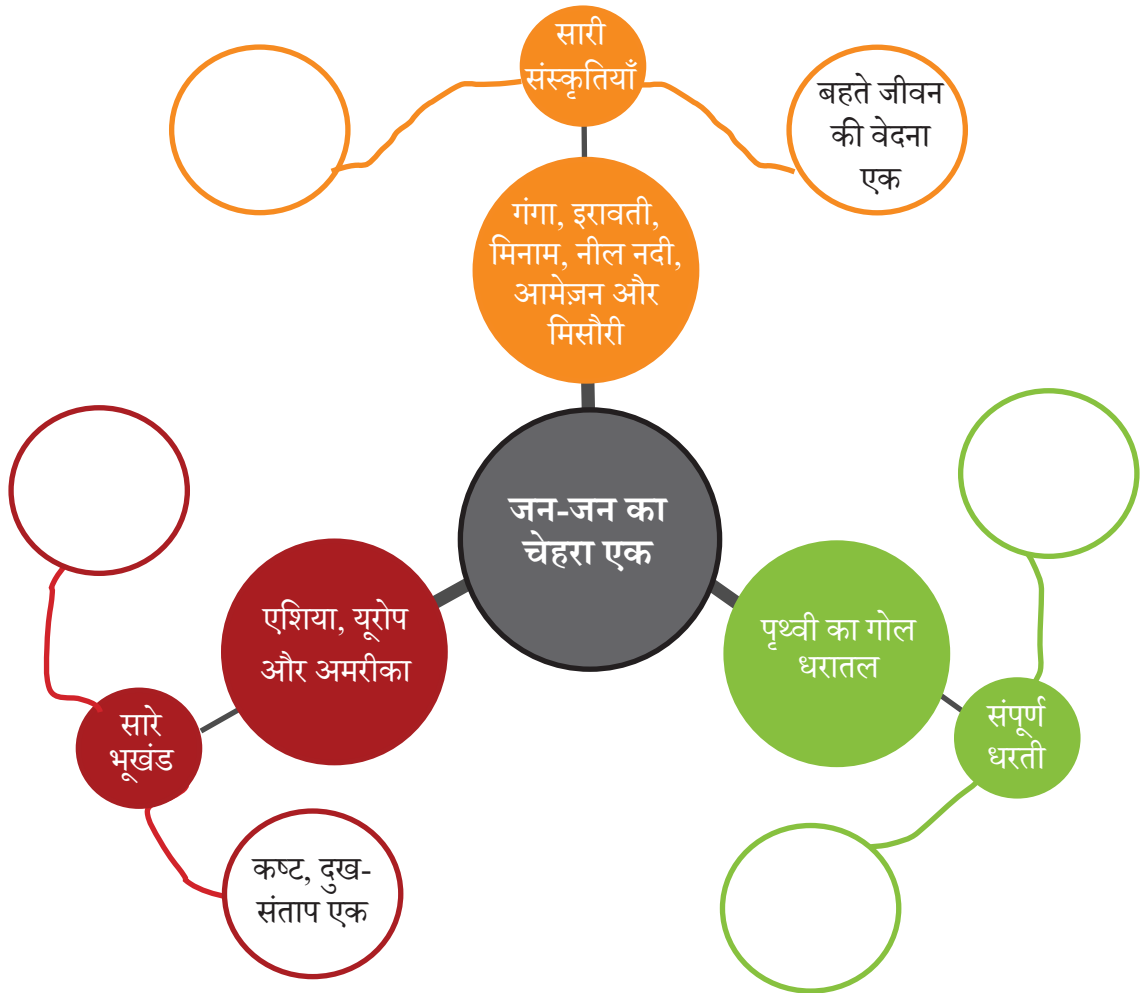 सारी
संस्कृतियाँ
बहते जीवन
की वेदना
एक
गंगा, इरावती,
मिनाम, नील नदी,
आमेज़न और
मिसौरी
जन-जन का
चेहरा एक
एशिया, यूरोप
और अमरीका
पृथ्वी का गोल
धरातल
सारे
भूखंड
संपूर्ण
धरती
कष्ट, दुख-
संताप एक